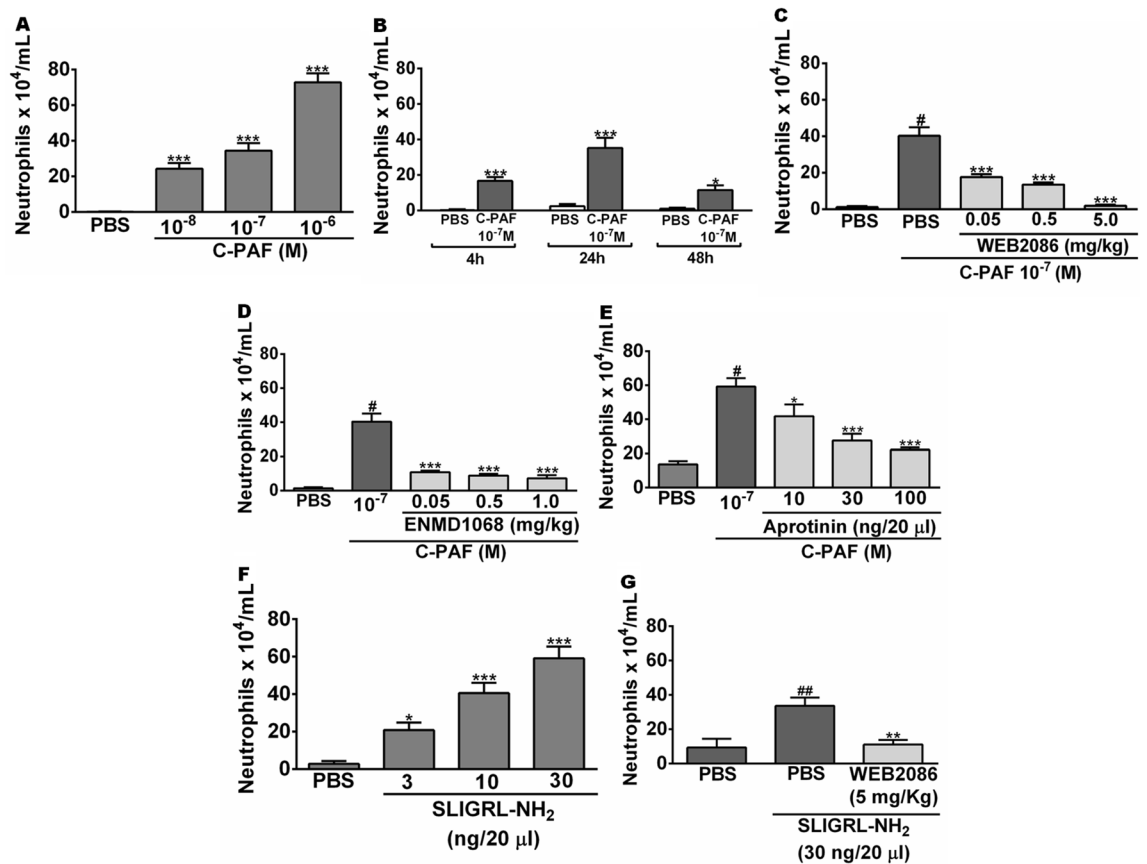 A
Neutrophils x 10⁴/mL
80
60
40
20
0
*** *** ***
PBS 10⁻⁸ 10⁻⁷ 10⁻⁶
C-PAF (M)
B
Neutrophils x 10⁴/mL
80
60
40
20
0
*** *** *
PBS C-PAF PBS C-PAF PBS C-PAF
10⁻⁷M 10⁻⁷M 10⁻⁷M
4h 24h 48h
C
Neutrophils x 10⁴/mL
80
60
40
20
0
# *** *** ***
PBS PBS 0.05 0.5 5.0
WEB2086 (mg/kg)
C-PAF 10⁻⁷ (M)
D
Neutrophils x 10⁴/mL
80
60
40
20
0
# *** *** ***
PBS 10⁻⁷ 0.05 0.5 1.0
ENMD1068 (mg/kg)
C-PAF (M)
E
Neutrophils x 10⁴/mL
80
60
40
20
0
# * *** ***
PBS 10⁻⁷ 10 30 100
Aprotinin (ng/20 µl)
C-PAF (M)
F
Neutrophils x 10⁴/mL
80
60
40
20
0
* *** ***
PBS 3 10 30
SLIGRL-NH₂
(ng/20 µl)
G
Neutrophils x 10⁴/mL
80
60
40
20
0
## **
PBS PBS WEB2086
(5 mg/Kg)
SLIGRL-NH₂
(30 ng/20 µl)